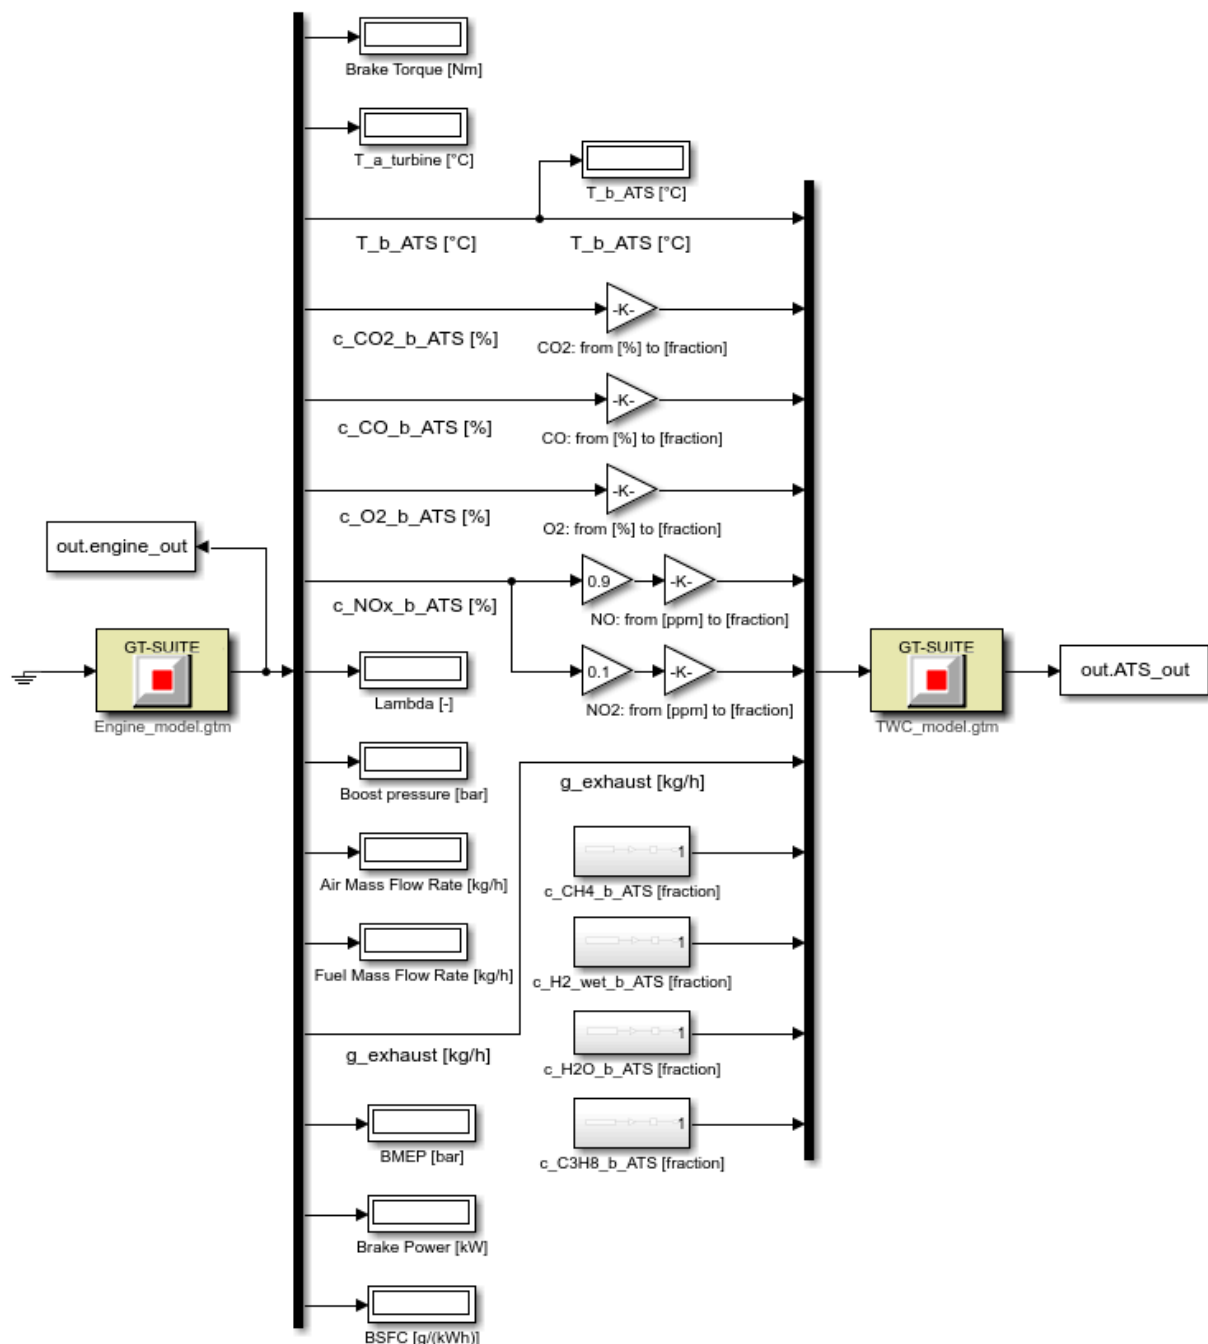 Brake Torque [Nm]
T_a_turbine [°C]
T_b_ATS [°C]
T_b_ATS [°C]
T_b_ATS [°C]
-K-
c_CO2_b_ATS [%]
CO2: from [%] to [fraction]
-K-
c_CO_b_ATS [%]
CO: from [%] to [fraction]
-K-
c_O2_b_ATS [%]
O2: from [%] to [fraction]
out.engine_out
0.9
-K-
c_NOx_b_ATS [%]
NO: from [ppm] to [fraction]
GT-SUITE
Engine_model.gtm
Lambda [-]
0.1
-K-
NO2: from [ppm] to [fraction]
GT-SUITE
TWC_model.gtm
out.ATS_out
Boost pressure [bar]
g_exhaust [kg/h]
Air Mass Flow Rate [kg/h]
1
c_CH4_b_ATS [fraction]
Fuel Mass Flow Rate [kg/h]
1
c_H2_wet_b_ATS [fraction]
g_exhaust [kg/h]
1
c_H2O_b_ATS [fraction]
BMEP [bar]
1
c_C3H8_b_ATS [fraction]
Brake Power [kW]
BSFC [g/(kWh)]